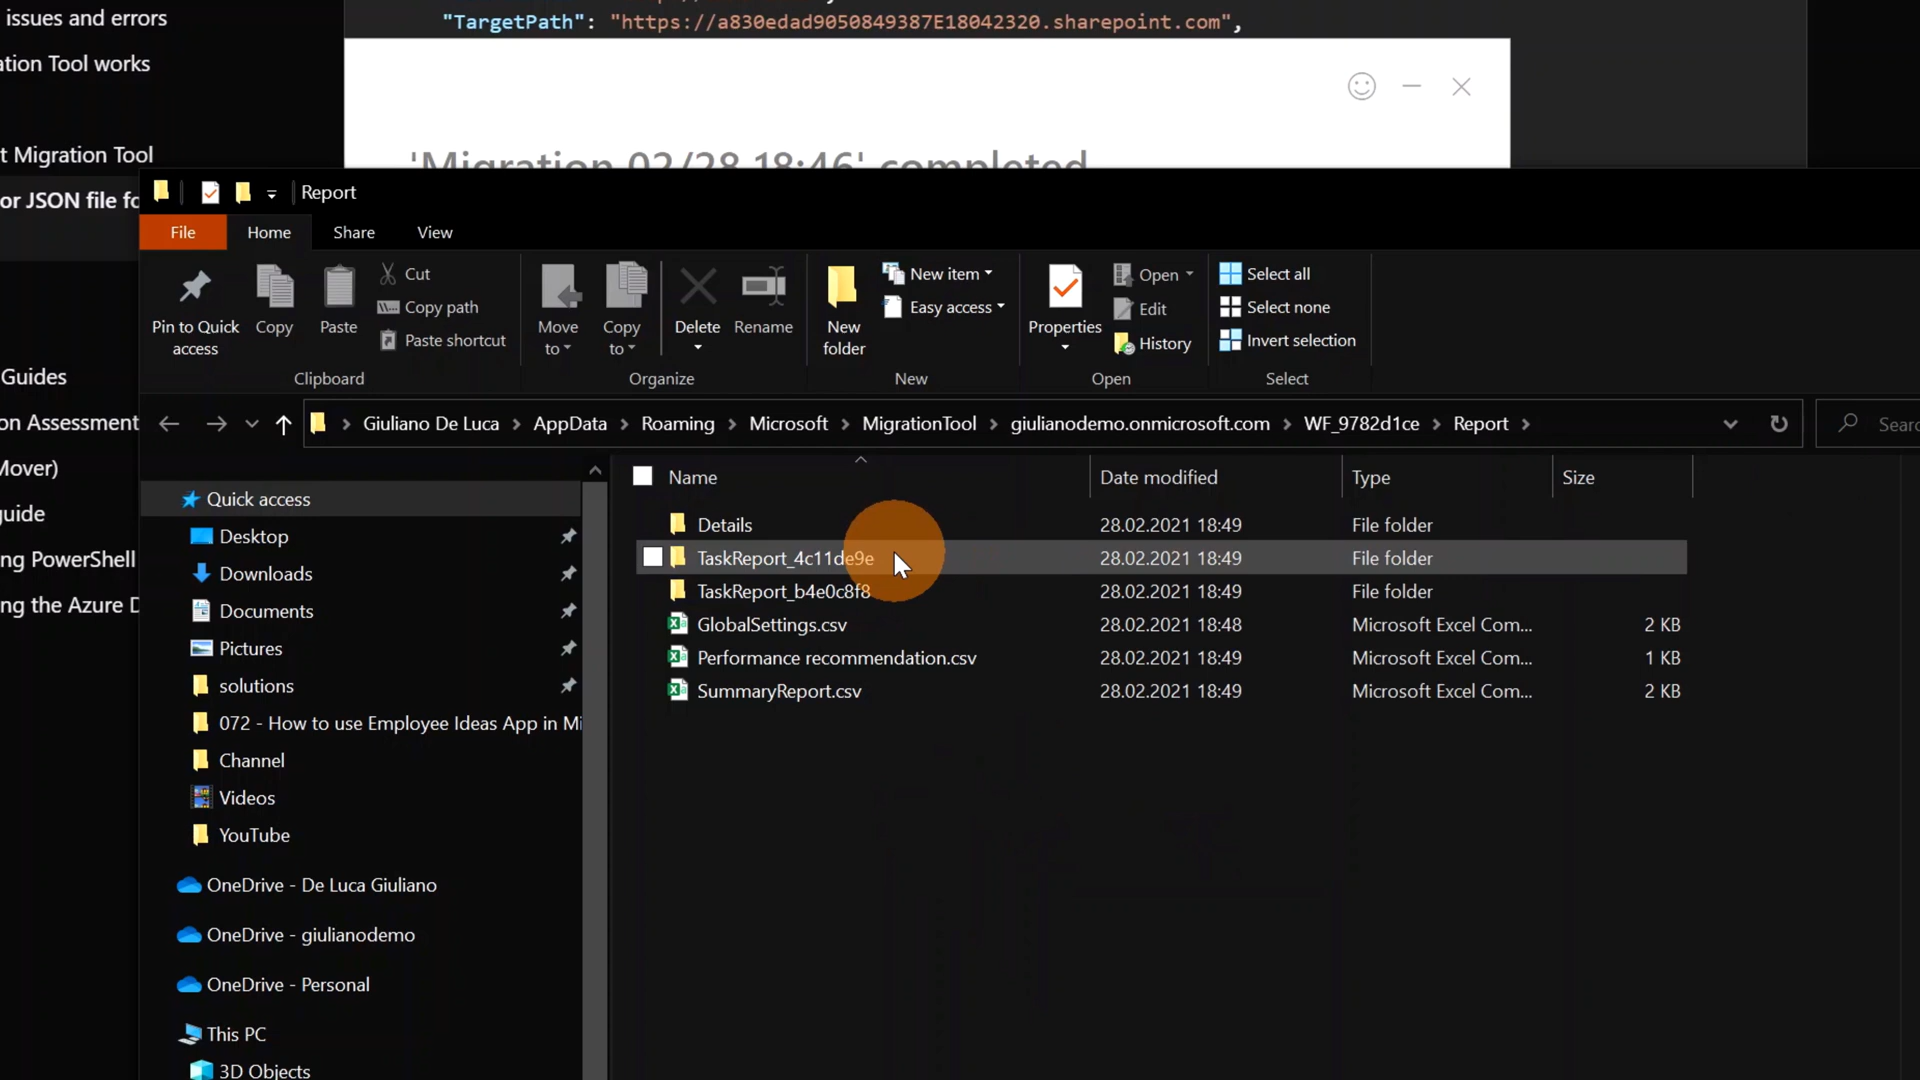 issues and errors
"TargetPath": "https://a830edad9050849387E18042320.sharepoint.com",
ation Tool works
t Migration Tool
'Migration 02/28 18:46' completed
or JSON file fo
Report
File Home Share View
Pin to Quick access
Copy
Paste
Cut
Copy path
Paste shortcut
Clipboard
Move to
Copy to
Delete
Rename
Organize
New folder
New item
Easy access
New
Properties
Open
Edit
History
Open
Select all
Select none
Invert selection
Select
Guides
on Assessment
Mover)
uide
ng PowerShell
ng the Azure D
Giuliano De Luca > AppData > Roaming > Microsoft > MigrationTool > giulianodemo.onmicrosoft.com > WF_9782d1ce > Report >
Searc
Quick access
Desktop
Downloads
Documents
Pictures
solutions
072 - How to use Employee Ideas App in Mi
Channel
Videos
YouTube
OneDrive - De Luca Giuliano
OneDrive - giulianodemo
OneDrive - Personal
This PC
3D Objects
Name Date modified Type Size
Details 28.02.2021 18:49 File folder
TaskReport_4c11de9e 28.02.2021 18:49 File folder
TaskReport_b4e0c8f8 28.02.2021 18:49 File folder
GlobalSettings.csv 28.02.2021 18:48 Microsoft Excel Com... 2 KB
Performance recommendation.csv 28.02.2021 18:49 Microsoft Excel Com... 1 KB
SummaryReport.csv 28.02.2021 18:49 Microsoft Excel Com... 2 KB